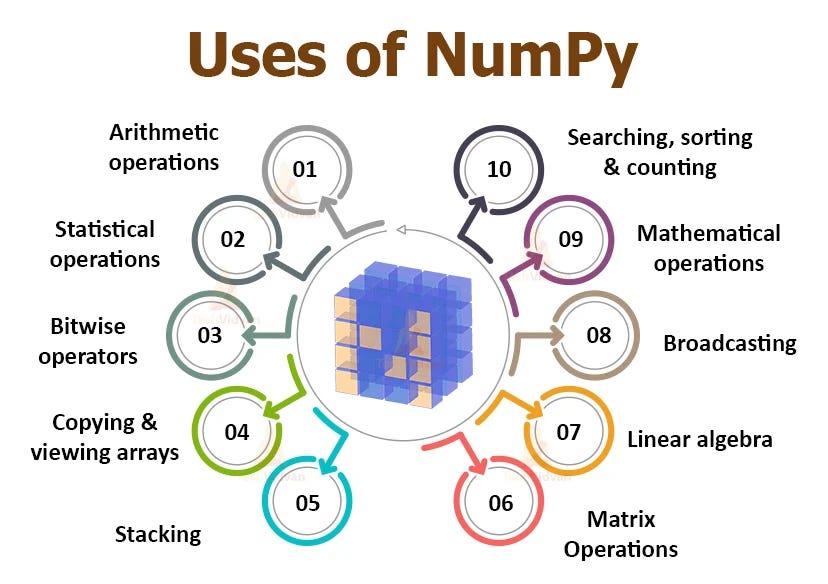 Uses of NumPy
01
Arithmetic
operations
02
Statistical
operations
03
Bitwise
operators
04
Copying &
viewing arrays
05
Stacking
06
Matrix
Operations
07
Linear algebra
08
Broadcasting
09
Mathematical
operations
10
Searching, sorting
& counting